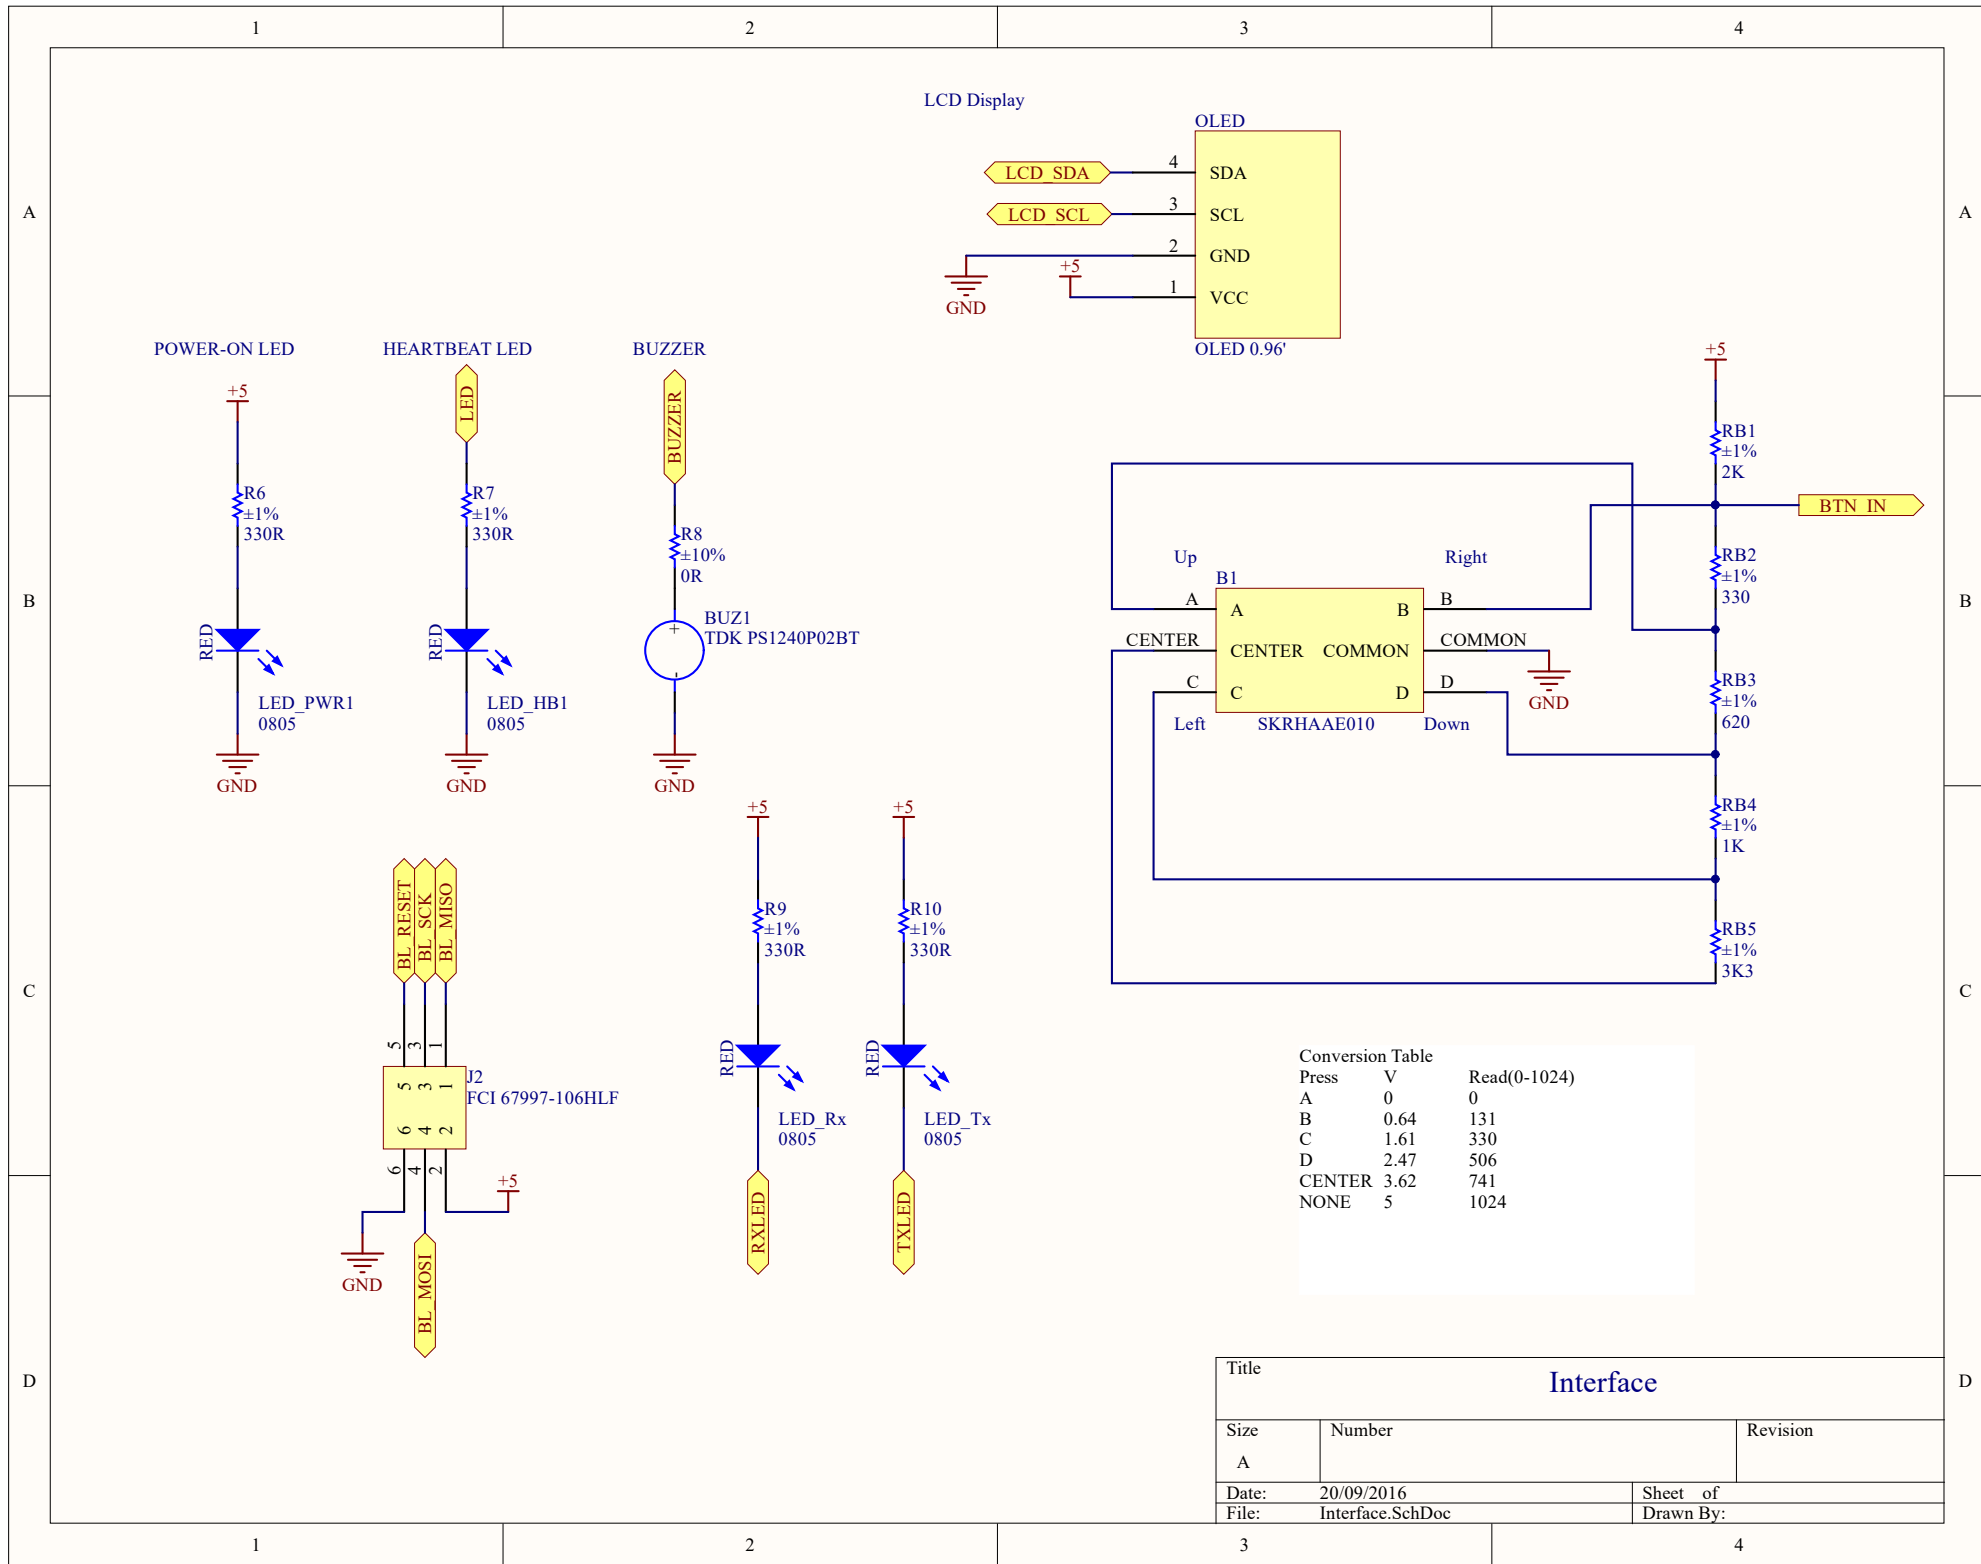 1 2 3 4
LCD Display
OLED
LCD_SDA 4 SDA
A LCD_SCL 3 SCL A
2 GND
+5
1 VCC
GND
OLED 0.96'
POWER-ON LED HEARTBEAT LED BUZZER
+5 LED BUZZER
R6
±1%
330R
R7
±1%
330R
R8
±10%
0R
RED
LED_PWR1
0805
GND
RED
LED_HB1
0805
GND
BUZ1
TDK PS1240P02BT
+
-
GND
B B
+5
RB1
±1%
2K
BTN_IN
RB2
±1%
330
RB3
±1%
620
RB4
±1%
1K
RB5
±1%
3K3
Up Right
B1
A A B B
CENTER CENTER COMMON COMMON
C C D D
GND
Left SKRHAAE010 Down
+5 +5
R9
±1%
330R
R10
±1%
330R
RED
LED_Rx
0805
RXLED
RED
LED_Tx
0805
TXLED
C C
BL_RESET BL_SCK BL_MISO
5 3 1
5 3 1
J2
FCI 67997-106HLF
6 4 2
6 4 2
+5
GND
BL_MOSI
Conversion Table
Press V Read(0-1024)
A 0 0
B 0.64 131
C 1.61 330
D 2.47 506
CENTER 3.62 741
NONE 5 1024
D D
Title
Interface
Size Number Revision
A
Date: 20/09/2016 Sheet of
File: Interface.SchDoc Drawn By:
1 2 3 4